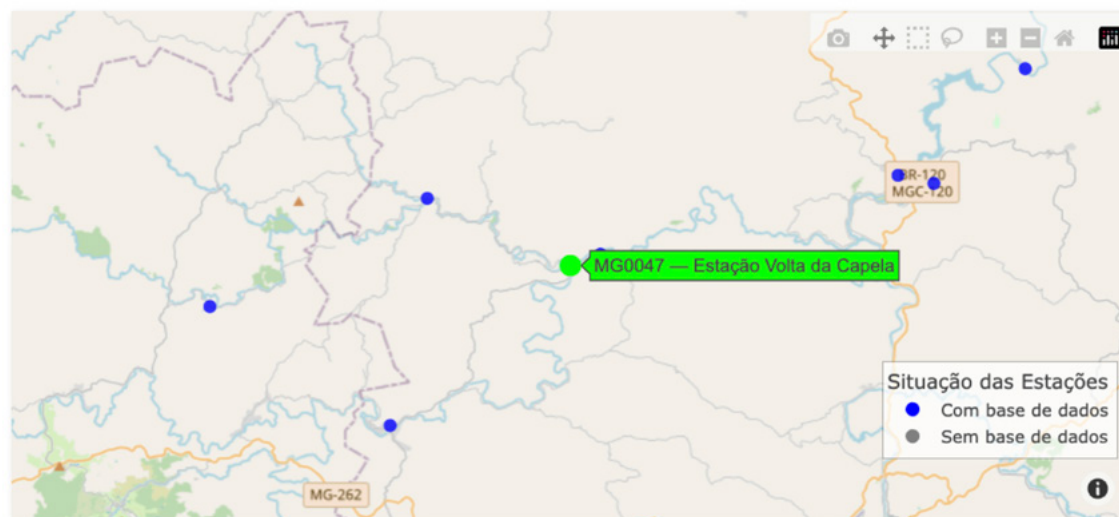 BR-120
MGC-120
MG0047 — Estação Volta da Capela
Situação das Estações
Com base de dados
Sem base de dados
MG-262